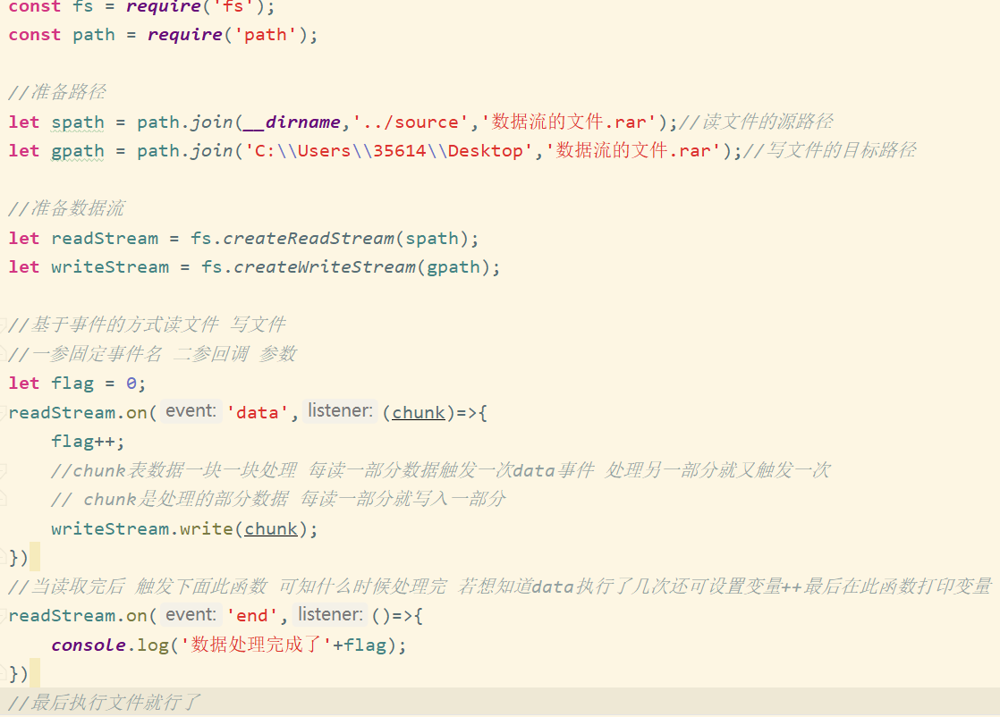 const fs = require('fs');
const path = require('path');
//准备路径
let spath = path.join(__dirname,'../source','数据流的文件.rar');//读文件的源路径
let gpath = path.join('C:\\Users\\35614\\Desktop','数据流的文件.rar');//写文件的目标路径
//准备数据流
let readStream = fs.createReadStream(spath);
let writeStream = fs.createWriteStream(gpath);
//基于事件的方式读文件 写文件
//一参固定事件名 二参回调 参数
let flag = 0;
readStream.on( event: 'data', listener: (chunk)=>{
flag++;
//chunk表数据一块一块处理 每读一部分数据触发一次data事件 处理另一部分就又触发一次
// chunk是处理的部分数据 每读一部分就写入一部分
writeStream.write(chunk);
})
//当读取完后 触发下面此函数 可知什么时候处理完 若想知道data执行了几次还可设置变量++最后在此函数打印变量
readStream.on( event: 'end', listener: ()=>{
console.log('数据处理完成了'+flag);
})
//最后执行文件就行了